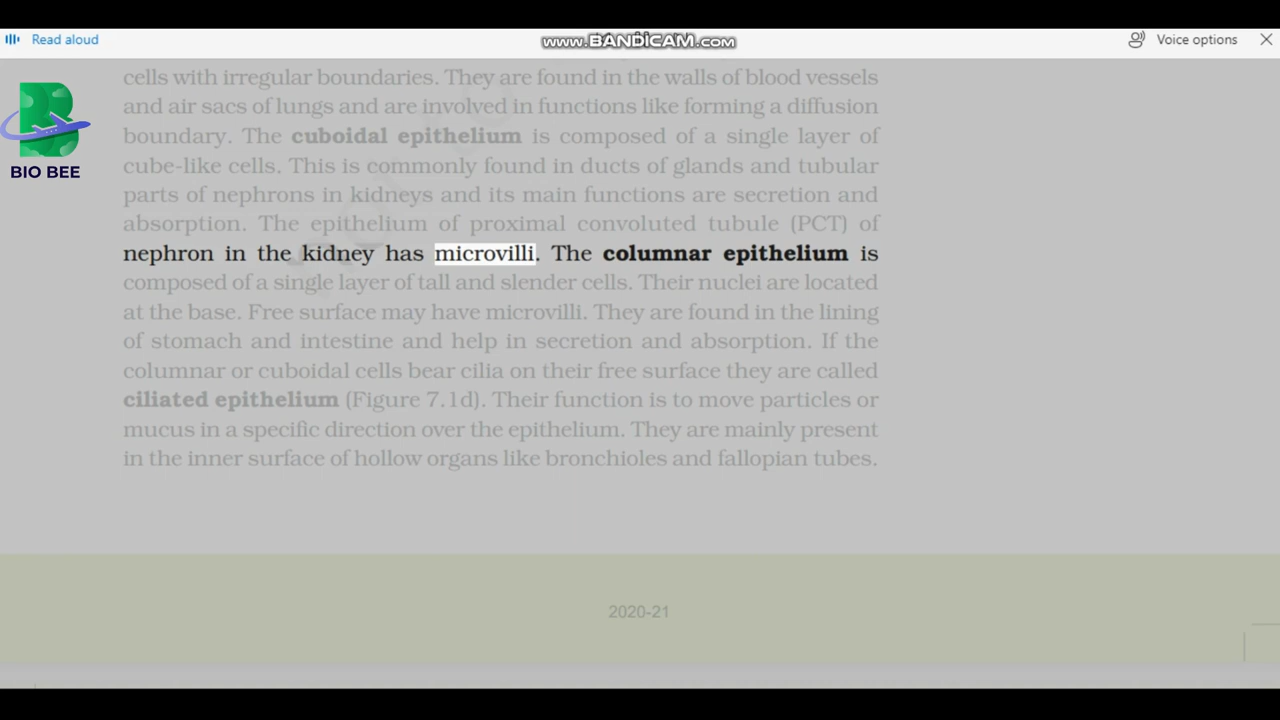 Read aloud
www.BANDICAM.com
Voice options
cells with irregular boundaries. They are found in the walls of blood vessels
and air sacs of lungs and are involved in functions like forming a diffusion
boundary. The cuboidal epithelium is composed of a single layer of
cube-like cells. This is commonly found in ducts of glands and tubular
parts of nephrons in kidneys and its main functions are secretion and
absorption. The epithelium of proximal convoluted tubule (PCT) of
nephron in the kidney has microvilli. The columnar epithelium is
composed of a single layer of tall and slender cells. Their nuclei are located
at the base. Free surface may have microvilli. They are found in the lining
of stomach and intestine and help in secretion and absorption. If the
columnar or cuboidal cells bear cilia on their free surface they are called
ciliated epithelium (Figure 7.1d). Their function is to move particles or
mucus in a specific direction over the epithelium. They are mainly present
in the inner surface of hollow organs like bronchioles and fallopian tubes.
BIO BEE
2020-21